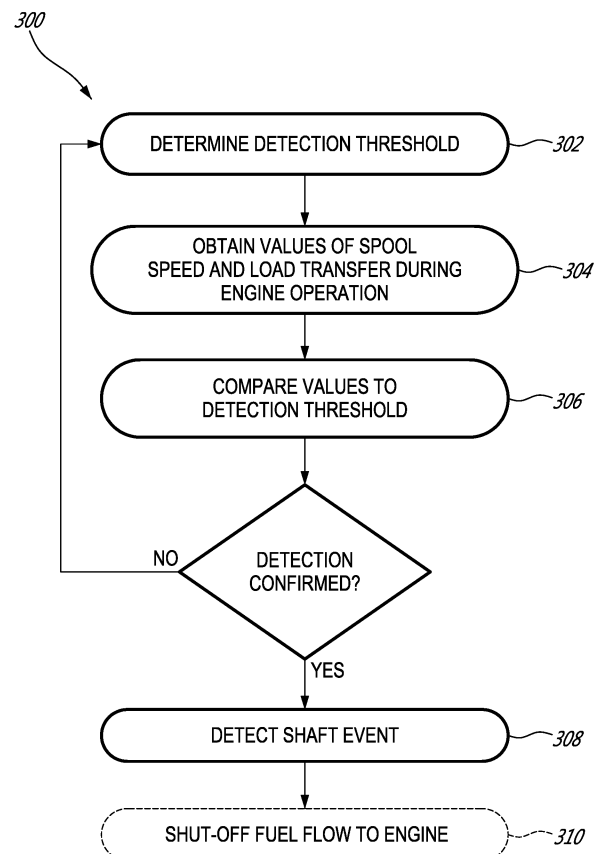 300
DETERMINE DETECTION THRESHOLD
302
OBTAIN VALUES OF SPOOL
SPEED AND LOAD TRANSFER DURING
ENGINE OPERATION
304
COMPARE VALUES TO
DETECTION THRESHOLD
306
NO
DETECTION
CONFIRMED?
YES
DETECT SHAFT EVENT
308
SHUT-OFF FUEL FLOW TO ENGINE
310